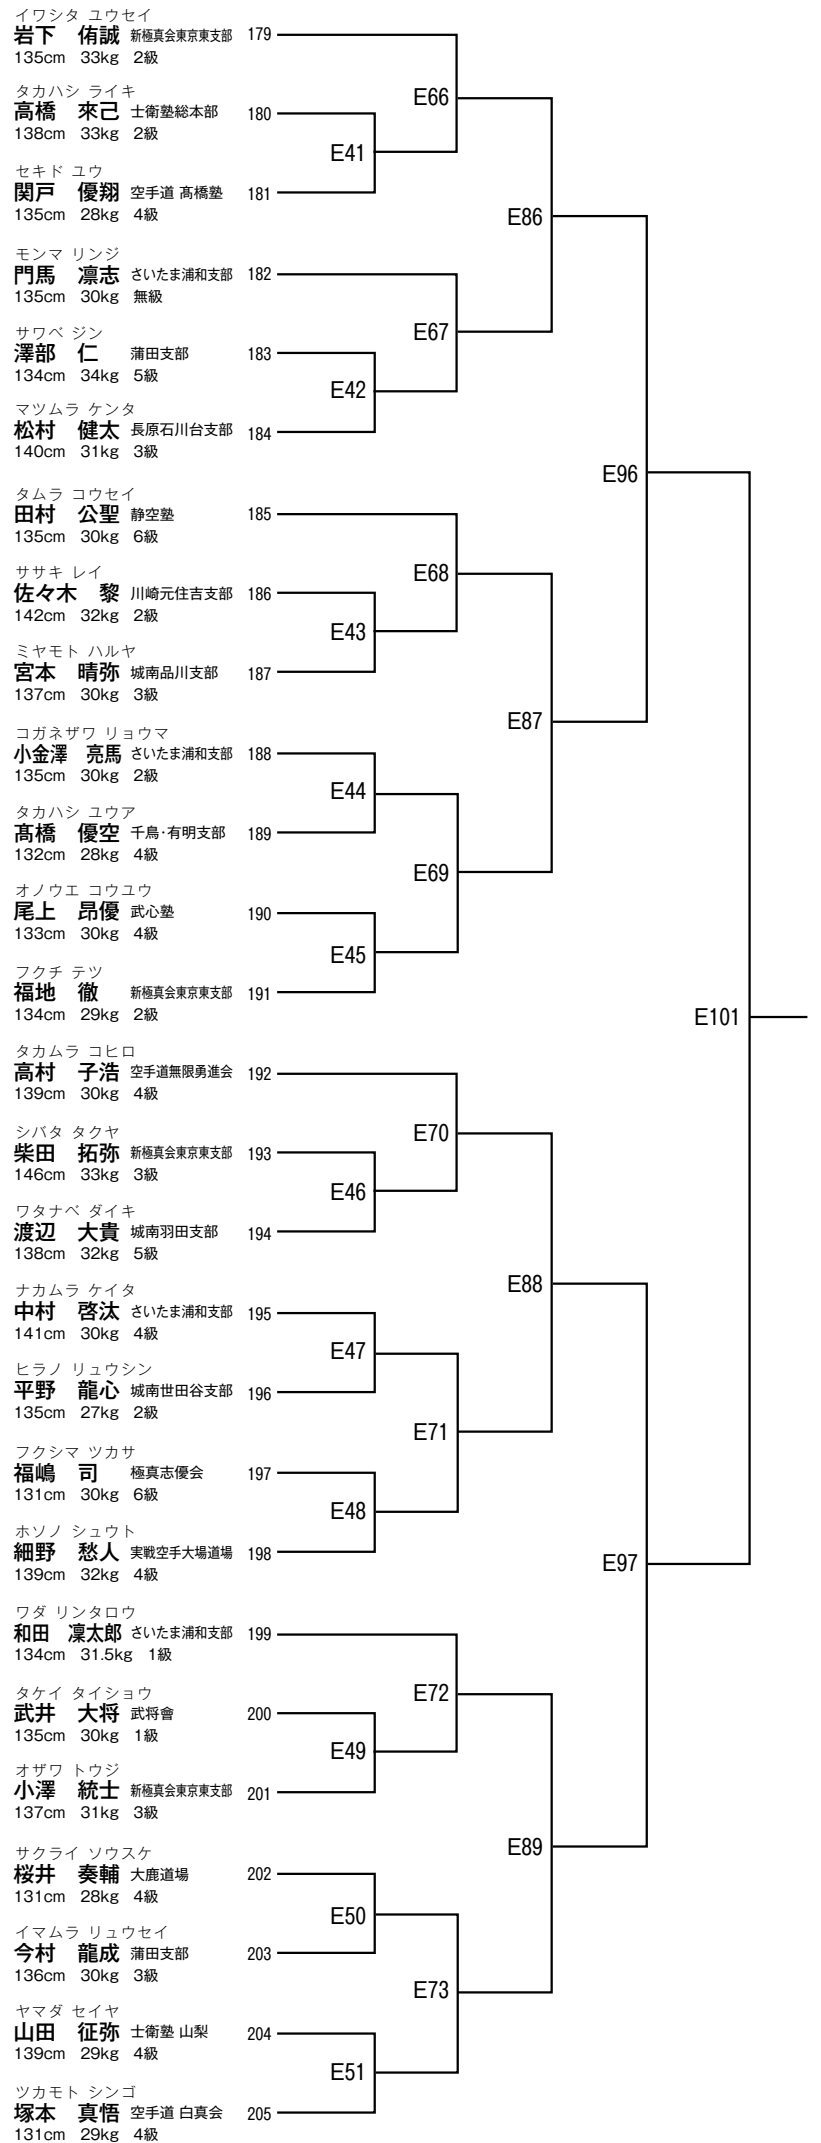 イワシタ ユウセイ
岩下 侑誠 新極真会東京東支部 179
135cm 33kg 2級
E66
タカハシ ライキ
高橋 來己 士衛塾総本部 180
138cm 33kg 2級
E41
セキド ユウ
関戸 優翔 空手道 髙橋塾 181
135cm 28kg 4級
E86
モンマ リンジ
門馬 凛志 さいたま浦和支部 182
135cm 30kg 無級
E67
サワベ ジン
澤部 仁 蒲田支部 183
134cm 34kg 5級
E42
マツムラ ケンタ
松村 健太 長原石川台支部 184
140cm 31kg 3級
E96
タムラ コウセイ
田村 公聖 静空塾 185
135cm 30kg 6級
E68
ササキ レイ
佐々木 黎 川崎元住吉支部 186
142cm 32kg 2級
E43
ミヤモト ハルヤ
宮本 晴弥 城南品川支部 187
137cm 30kg 3級
E87
コガネザワ リョウマ
小金澤 亮馬 さいたま浦和支部 188
135cm 30kg 2級
E44
タカハシ ユウア
髙橋 優空 千鳥・有明支部 189
132cm 28kg 4級
E69
オノウエ コウユウ
尾上 昂優 武心塾 190
133cm 30kg 4級
E45
フクチ テツ
福地 徹 新極真会東京東支部 191
134cm 29kg 2級
E101
タカムラ コヒロ
高村 子浩 空手道無限勇進会 192
139cm 30kg 4級
E70
シバタ タクヤ
柴田 拓弥 新極真会東京東支部 193
146cm 33kg 3級
E46
ワタナベ ダイキ
渡辺 大貴 城南羽田支部 194
138cm 32kg 5級
E88
ナカムラ ケイタ
中村 啓汰 さいたま浦和支部 195
141cm 30kg 4級
E47
ヒラノ リュウシン
平野 龍心 城南世田谷支部 196
135cm 27kg 2級
E71
フクシマ ツカサ
福嶋 司 極真志優会 197
131cm 30kg 6級
E48
ホソノ シュウト
細野 愁人 実戦空手大場道場 198
139cm 32kg 4級
E97
ワダ リンタロウ
和田 凜太郎 さいたま浦和支部 199
134cm 31.5kg 1級
E72
タケイ タイショウ
武井 大将 武将會 200
135cm 30kg 1級
E49
オザワ トウジ
小澤 統士 新極真会東京東支部 201
137cm 31kg 3級
E89
サクライ ソウスケ
桜井 奏輔 大鹿道場 202
131cm 28kg 4級
E50
イマムラ リュウセイ
今村 龍成 蒲田支部 203
136cm 30kg 3級
E73
ヤマダ セイヤ
山田 征弥 士衛塾 山梨 204
139cm 29kg 4級
E51
ツカモト シンゴ
塚本 真悟 空手道 白真会 205
131cm 29kg 4級